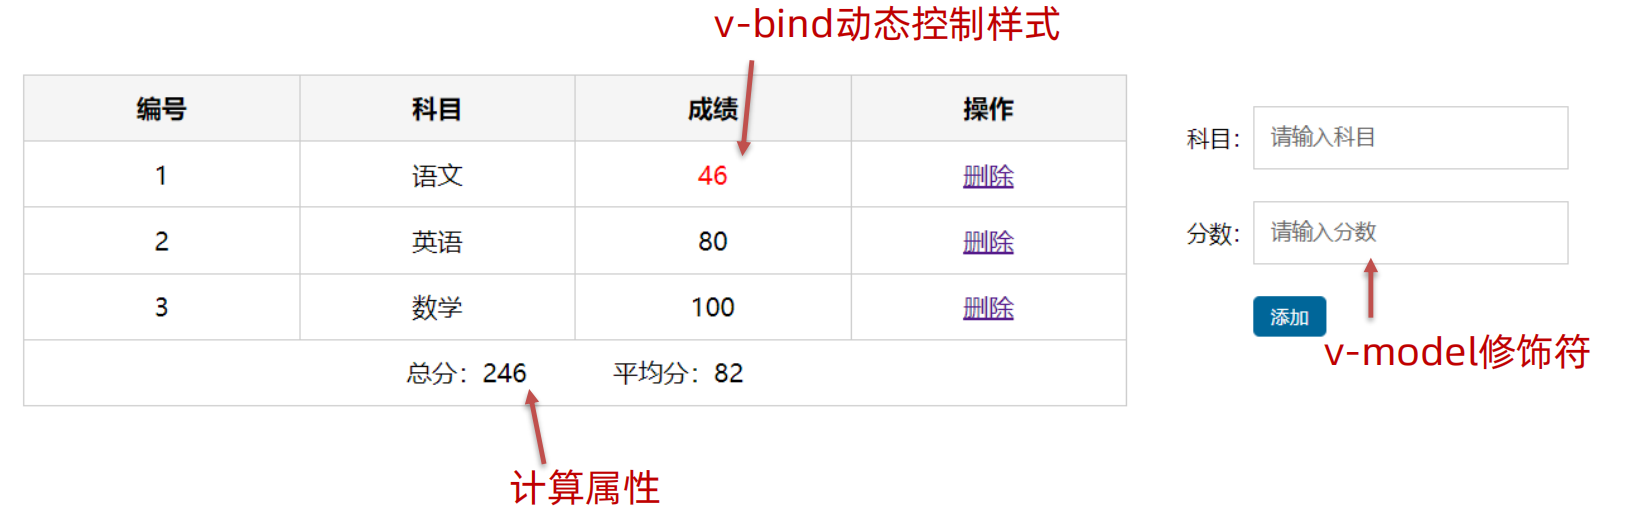 v-bind动态控制样式
编号 科目 成绩 操作
1 语文 46 删除
2 英语 80 删除
3 数学 100 删除
总分：246 平均分：82
科目： 请输入科目
分数： 请输入分数
添加
v-model修饰符
计算属性